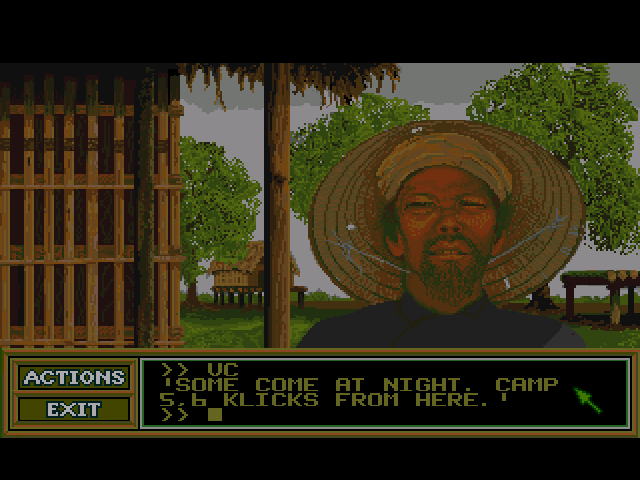 >> VC
'SOME COME AT NIGHT. CAMP
5,6 KLICKS FROM HERE.'
>>
ACTIONS
EXIT